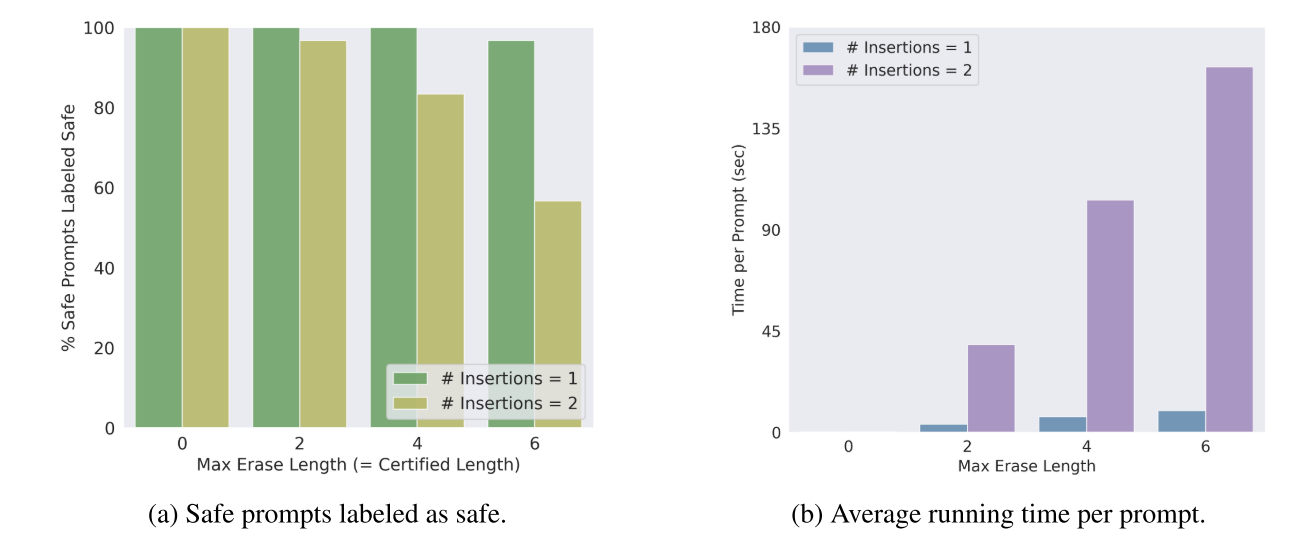 100
80
60
40
20
0
% Safe Prompts Labeled Safe
# Insertions = 1
# Insertions = 2
0 2 4 6
Max Erase Length (= Certified Length)
(a) Safe prompts labeled as safe.
180
135
90
45
0
Time per Prompt (sec)
# Insertions = 1
# Insertions = 2
0 2 4 6
Max Erase Length
(b) Average running time per prompt.